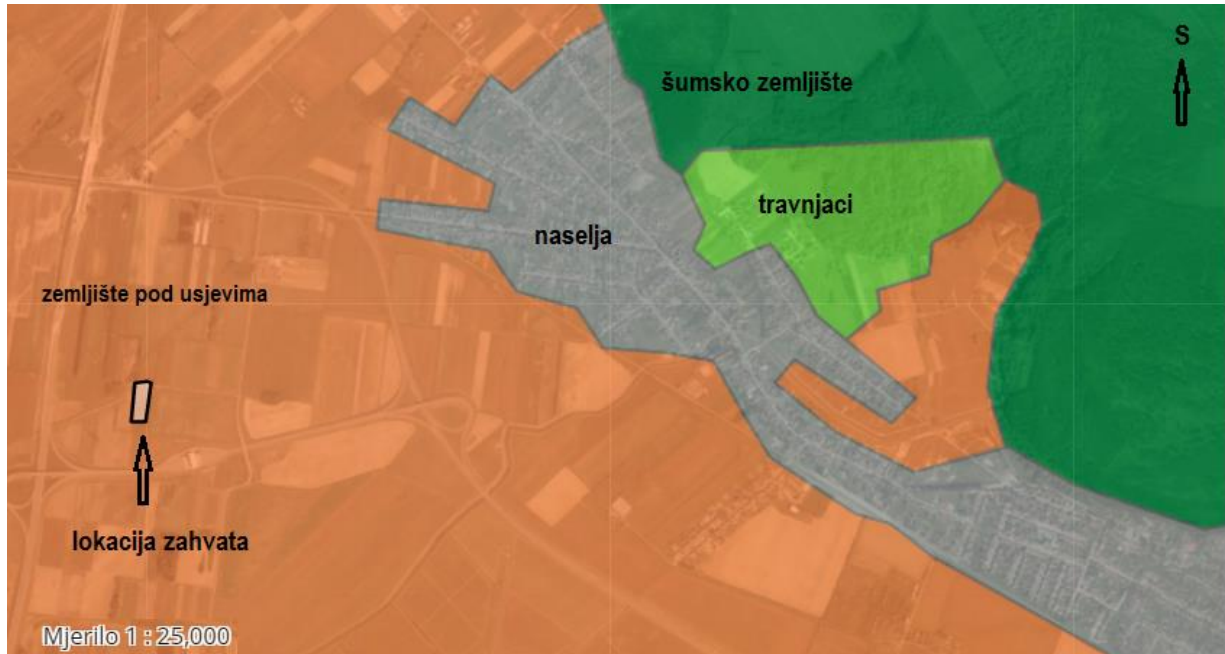 S
šumsko zemljište
travnjaci
naselja
zemljište pod usjevima
lokacija zahvata
Mjerilo 1 : 25,000